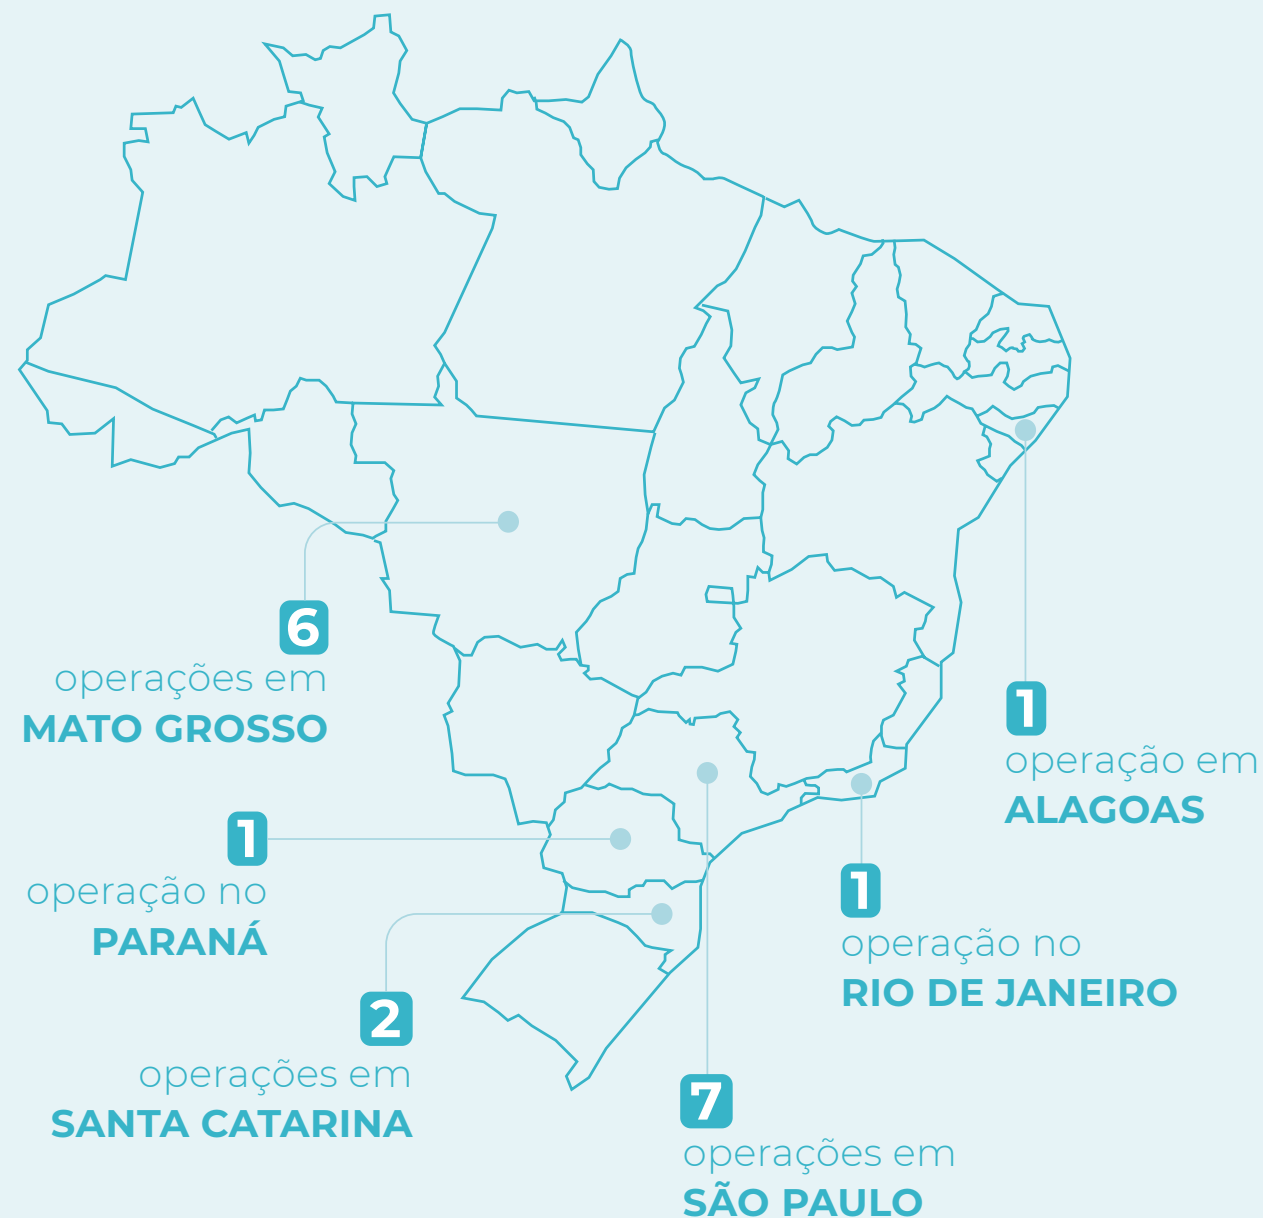 6
operações em
MATO GROSSO
1
operação em
ALAGOAS
1
operação no
PARANÁ
1
operação no
RIO DE JANEIRO
2
operações em
SANTA CATARINA
7
operações em
SÃO PAULO